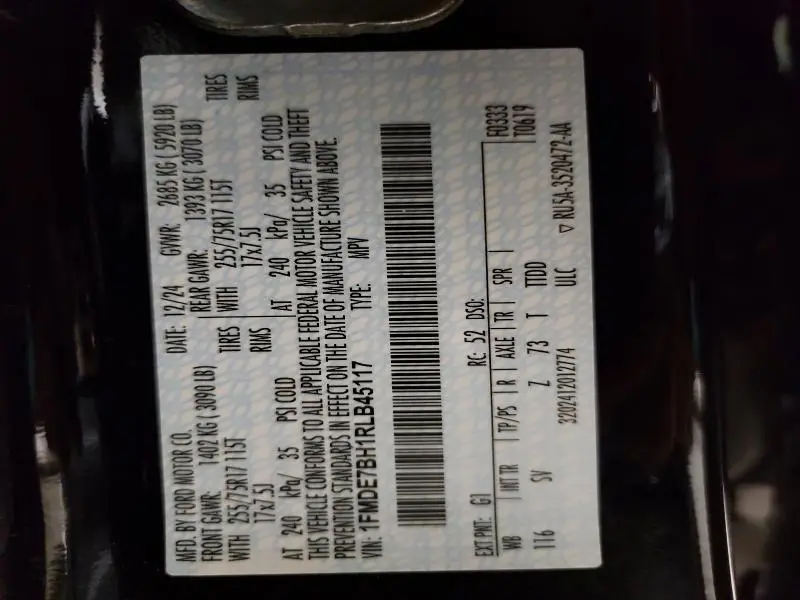 MFD. BY FORD MOTOR CO.
DATE: 12/24 GVWR: 2685 KG ( 5920 LB)
FRONT GAWR: 1402 KG ( 3090 LB) REAR GAWR: 1393 KG ( 3070 LB)
WITH 255/75R17 115T TIRES WITH 255/75R17 115T TIRES
17x7.5J RIMS 17x7.5J RIMS
AT 240 kPa/ 35 PSI COLD AT 240 kPa/ 35 PSI COLD
THIS VEHICLE CONFORMS TO ALL APPLICABLE FEDERAL MOTOR VEHICLE SAFETY AND THEFT
PREVENTION STANDARDS IN EFFECT ON THE DATE OF MANUFACTURE SHOWN ABOVE.
VIN: 1FMDE7BH1RLB45117 TYPE: MPV
EXT PNT: G1 RC: 52 DSO: F0333
WB INT TR TP/PS R AXLE TR SPR T0619
116 SV Z 73 T TTDD
3202412012774 ULC ▽ RU5A-3520472-AA